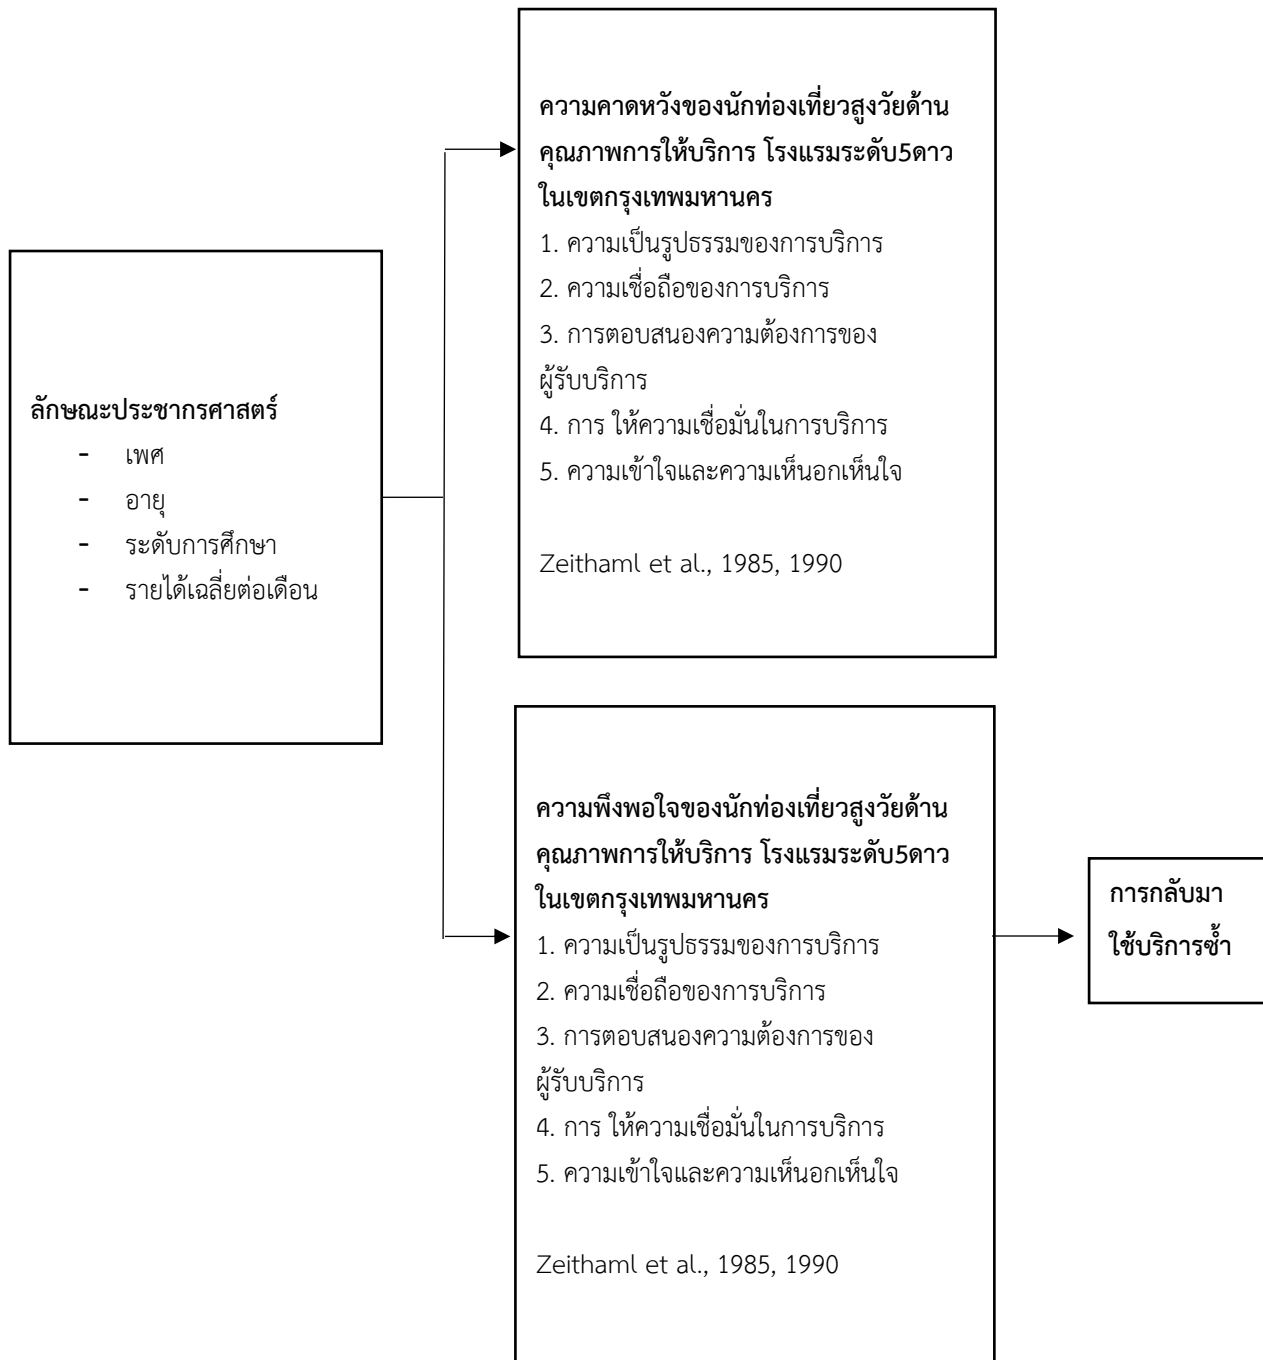 ลักษณะประชากรศาสตร์
- เพศ
- อายุ
- ระดับการศึกษา
- รายได้เฉลี่ยต่อเดือน
ความคาดหวังของนักท่องเที่ยวสูงวัยด้าน
คุณภาพการให้บริการ โรงแรมระดับ5ดาว
ในเขตกรุงเทพมหานคร
1. ความเป็นรูปธรรมของการบริการ
2. ความเชื่อถือของการบริการ
3. การตอบสนองความต้องการของ
ผู้รับบริการ
4. การ ให้ความเชื่อมั่นในการบริการ
5. ความเข้าใจและความเห็นอกเห็นใจ
Zeithaml et al., 1985, 1990
ความพึงพอใจของนักท่องเที่ยวสูงวัยด้าน
คุณภาพการให้บริการ โรงแรมระดับ5ดาว
ในเขตกรุงเทพมหานคร
1. ความเป็นรูปธรรมของการบริการ
2. ความเชื่อถือของการบริการ
3. การตอบสนองความต้องการของ
ผู้รับบริการ
4. การ ให้ความเชื่อมั่นในการบริการ
5. ความเข้าใจและความเห็นอกเห็นใจ
Zeithaml et al., 1985, 1990
การกลับมา
ใช้บริการซ้ำ